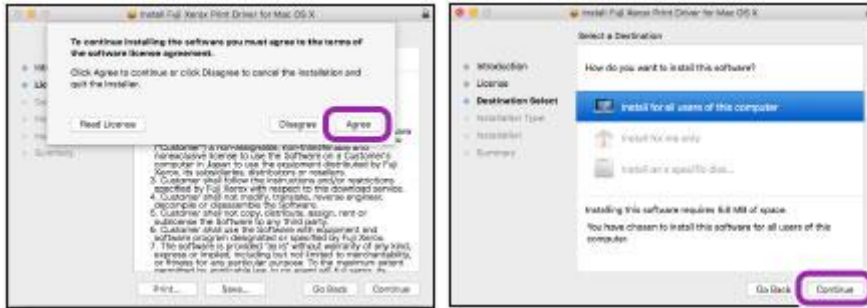 Install Fuji Xerox Print Driver for Mac OS X
To continue installing the software you must agree to the terms of
the software license agreement.
Click Agree to continue or click Disagree to cancel the installation and
quit the Installer.
Read License
Disagree
Agree
Summary
("Customer") a non-assignable, non-transferable and
nonexclusive license to use the Software on a Customer's
computer in Japan to use the equipment distributed by Fuji
Xerox, its subsidiaries, distributors or resellers.
3. Customer shall follow the instructions and/or restrictions
specified by Fuji Xerox with respect to this download service.
4. Customer shall not modify, translate, reverse engineer,
decompile or disassemble the Software.
5. Customer shall not copy, distribute, assign, rent or
sublicense the Software to any third party.
6. Customer shall use the Software with equipment and
software program designated or specified by Fuji Xerox.
7. The software is provided "as is" without warranty of any kind,
express or implied, including but not limited to merchantability,
or fitness for any particular purpose. To the maximum extent
Print...
Save...
Go Back
Continue
Install Fuji Xerox Print Driver for Mac OS X
Select a Destination
Introduction
License
Destination Select
Installation Type
Installation
Summary
How do you want to install this software?
Install for all users of this computer
Install for me only
Install on a specific disk...
Installing this software requires 6.8 MB of space.
You have chosen to install this software for all users of this
computer.
Go Back
Continue